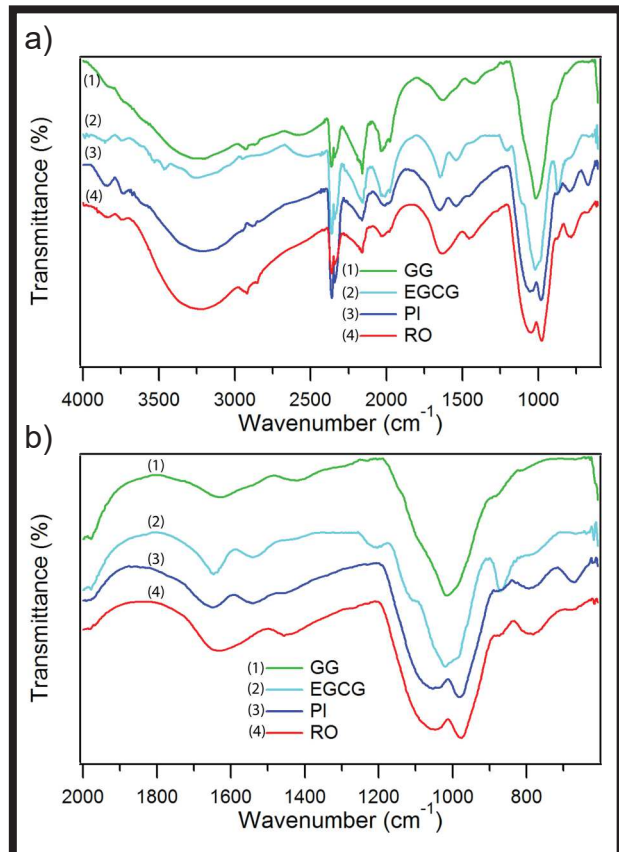 a)
(1)
(2)
(3)
(4)
Transmittance (%)
(1) GG
(2) EGCG
(3) PI
(4) RO
4000 3500 3000 2500 2000 1500 1000
Wavenumber (cm⁻¹)
b)
(1)
(2)
(3)
(4)
Transmittance (%)
(1) GG
(2) EGCG
(3) PI
(4) RO
2000 1800 1600 1400 1200 1000 800
Wavenumber (cm⁻¹)